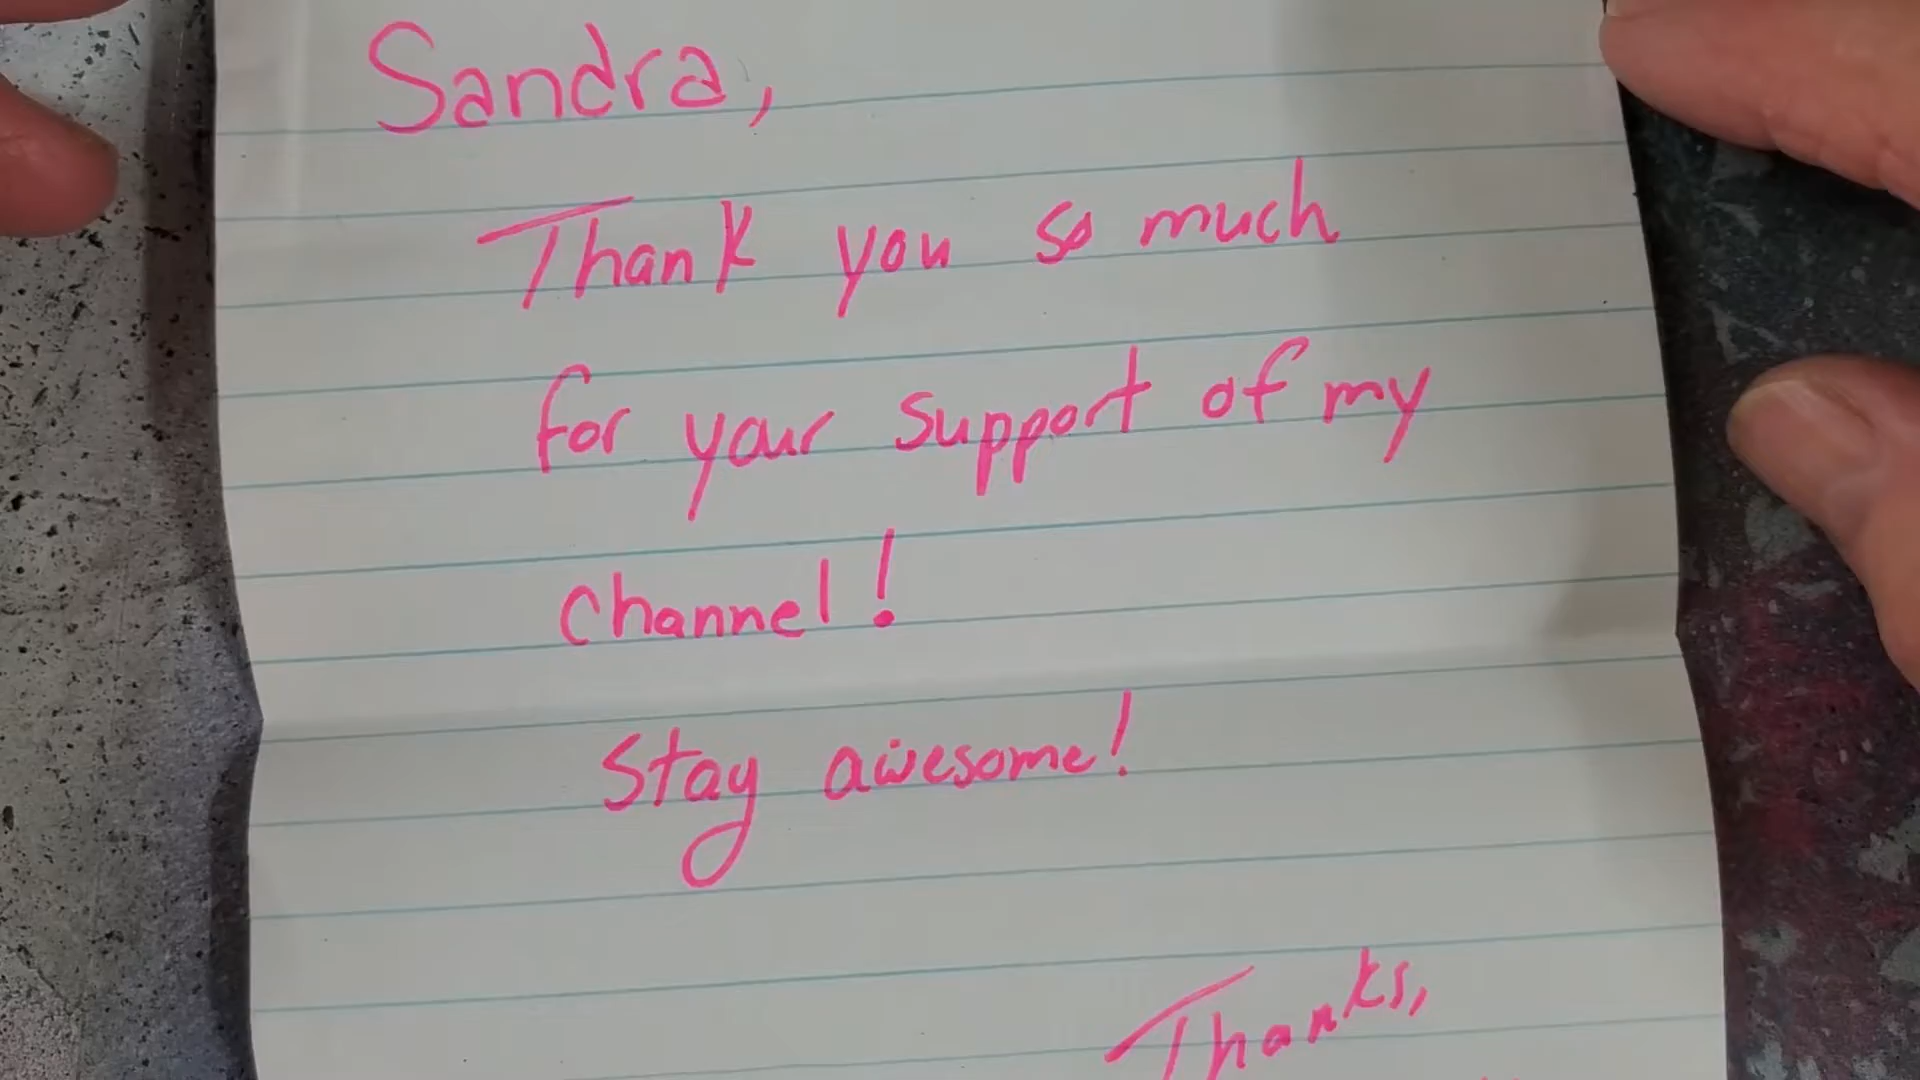 Sandra,
Thank you so much
for your support of my
channel!
Stay awesome!
Thanks,